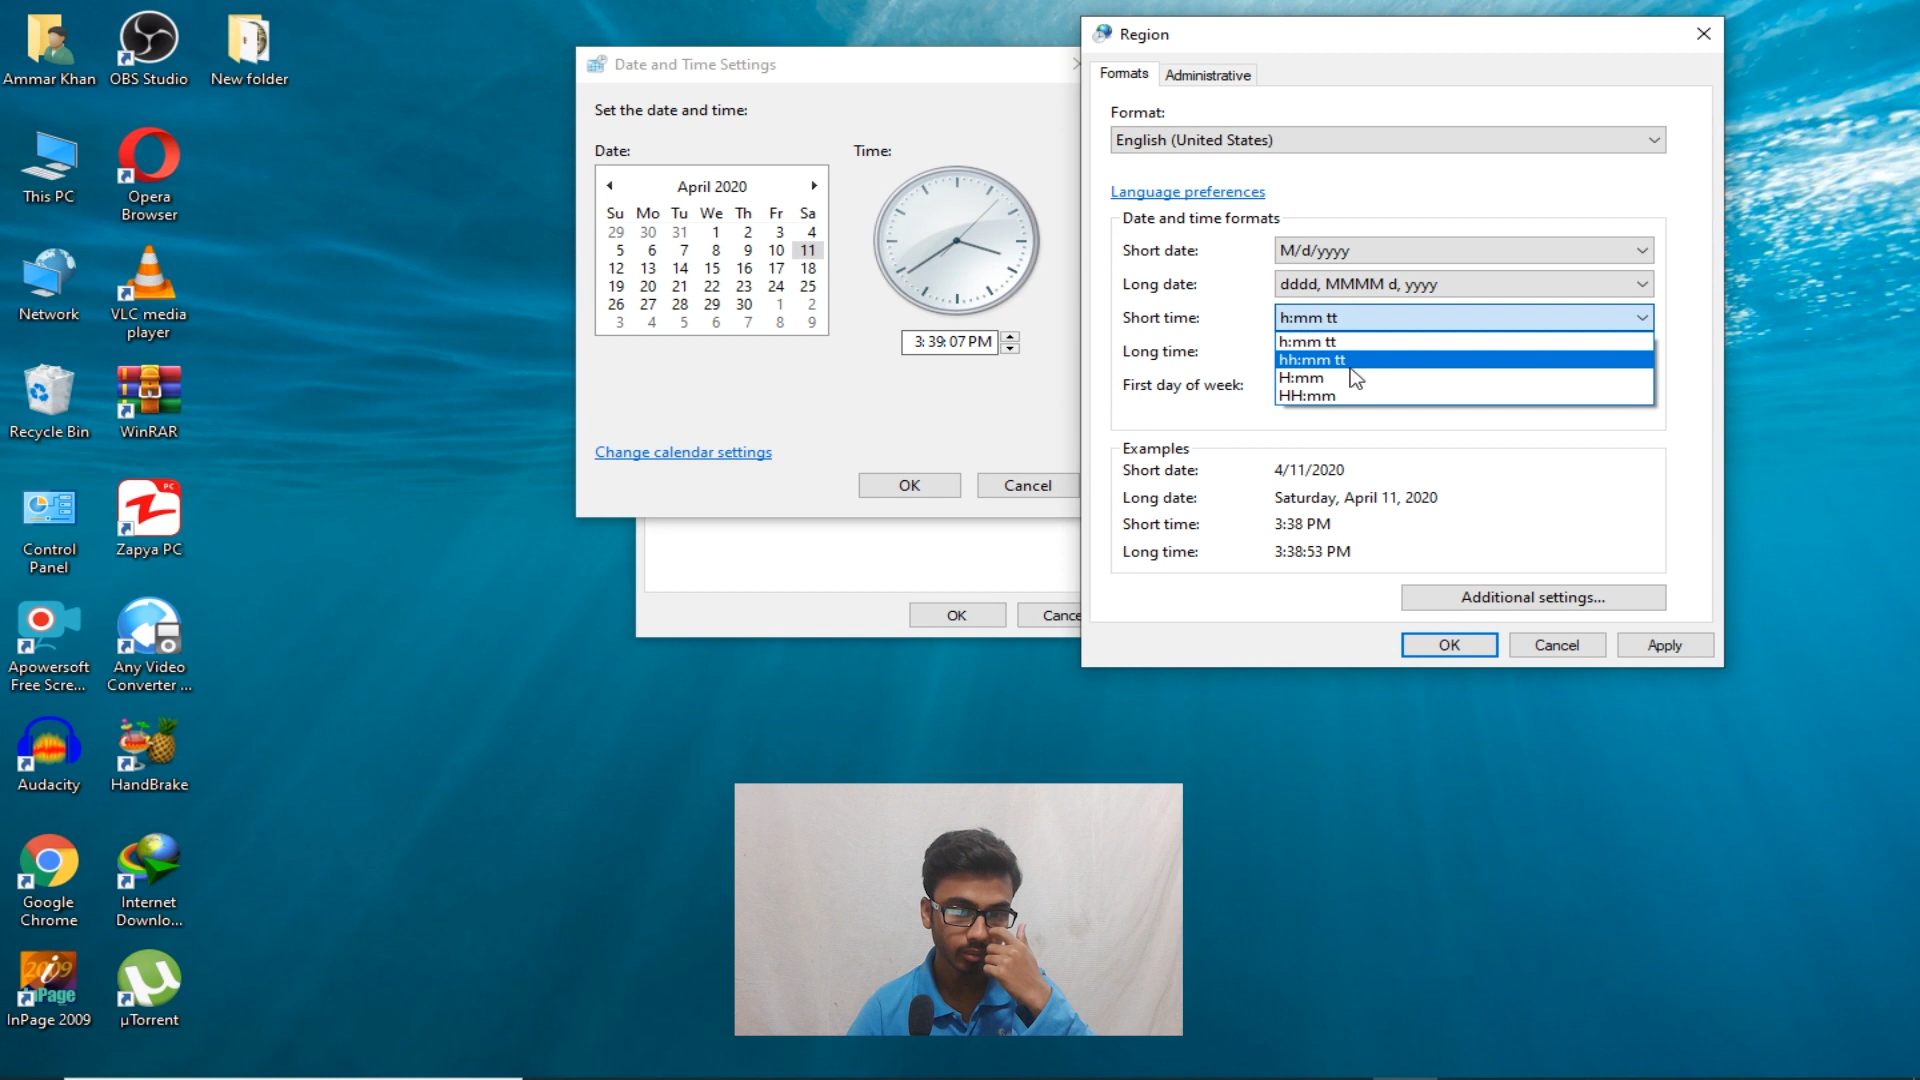 Ammar Khan
OBS Studio
New folder
This PC
Opera
Browser
Network
VLC media
player
Recycle Bin
WinRAR
Control
Panel
PC
Zapya PC
Apowersoft
Free Scre...
Any Video
Converter ...
Audacity
HandBrake
Google
Chrome
Internet
Downlo...
2009
InPage
InPage 2009
µTorrent
Date and Time Settings
Set the date and time:
Date:
Time:
April 2020
Su Mo Tu We Th Fr Sa
29 30 31 1 2 3 4
5 6 7 8 9 10 11
12 13 14 15 16 17 18
19 20 21 22 23 24 25
26 27 28 29 30 1 2
3 4 5 6 7 8 9
3:39:07 PM
Change calendar settings
OK
Cancel
OK
Cance
Region
Formats
Administrative
Format:
English (United States)
Language preferences
Date and time formats
Short date:
M/d/yyyy
Long date:
dddd, MMMM d, yyyy
Short time:
h:mm tt
h:mm tt
hh:mm tt
H:mm
HH:mm
Long time:
First day of week:
Examples
Short date:
4/11/2020
Long date:
Saturday, April 11, 2020
Short time:
3:38 PM
Long time:
3:38:53 PM
Additional settings...
OK
Cancel
Apply